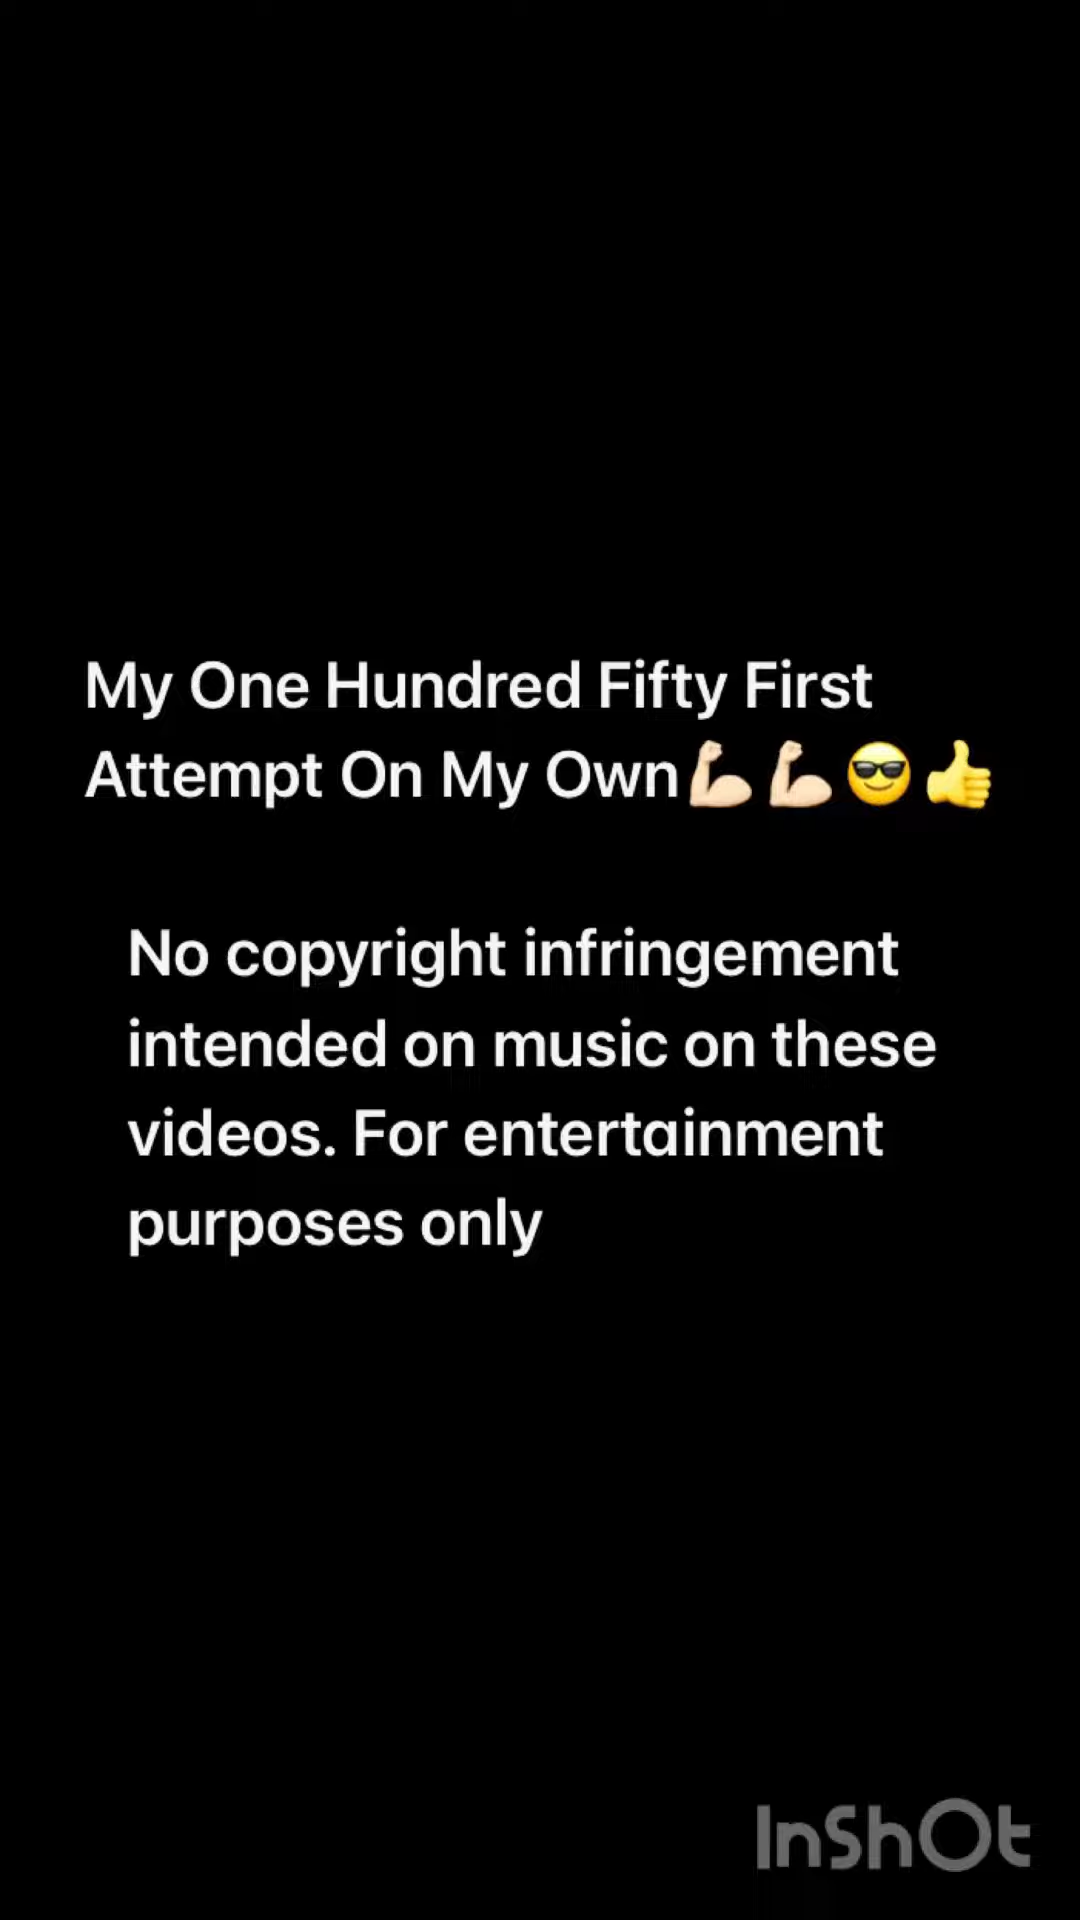 My One Hundred Fifty First
Attempt On My Own💪🏻💪🏻😎👍
No copyright infringement
intended on music on these
videos. For entertainment
purposes only
InShOt